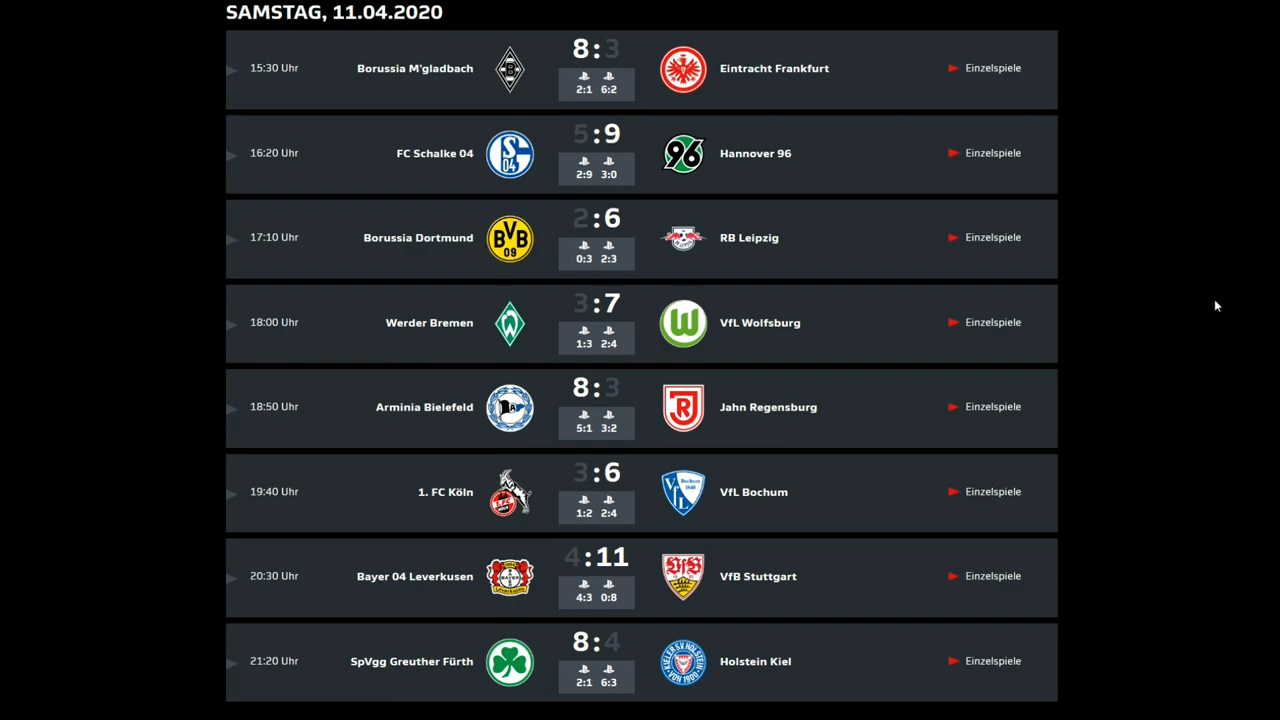 SAMSTAG, 11.04.2020
15:30 Uhr Borussia M'gladbach 8:3 Eintracht Frankfurt Einzelspiele
2:1 6:2
16:20 Uhr FC Schalke 04 5:9 Hannover 96 Einzelspiele
2:9 3:0
17:10 Uhr Borussia Dortmund 2:6 RB Leipzig Einzelspiele
0:3 2:3
18:00 Uhr Werder Bremen 3:7 VfL Wolfsburg Einzelspiele
1:3 2:4
18:50 Uhr Arminia Bielefeld 8:3 Jahn Regensburg Einzelspiele
5:1 3:2
19:40 Uhr 1. FC Köln 3:6 VfL Bochum Einzelspiele
1:2 2:4
20:30 Uhr Bayer 04 Leverkusen 4:11 VfB Stuttgart Einzelspiele
4:3 0:8
21:20 Uhr SpVgg Greuther Fürth 8:4 Holstein Kiel Einzelspiele
2:1 6:3